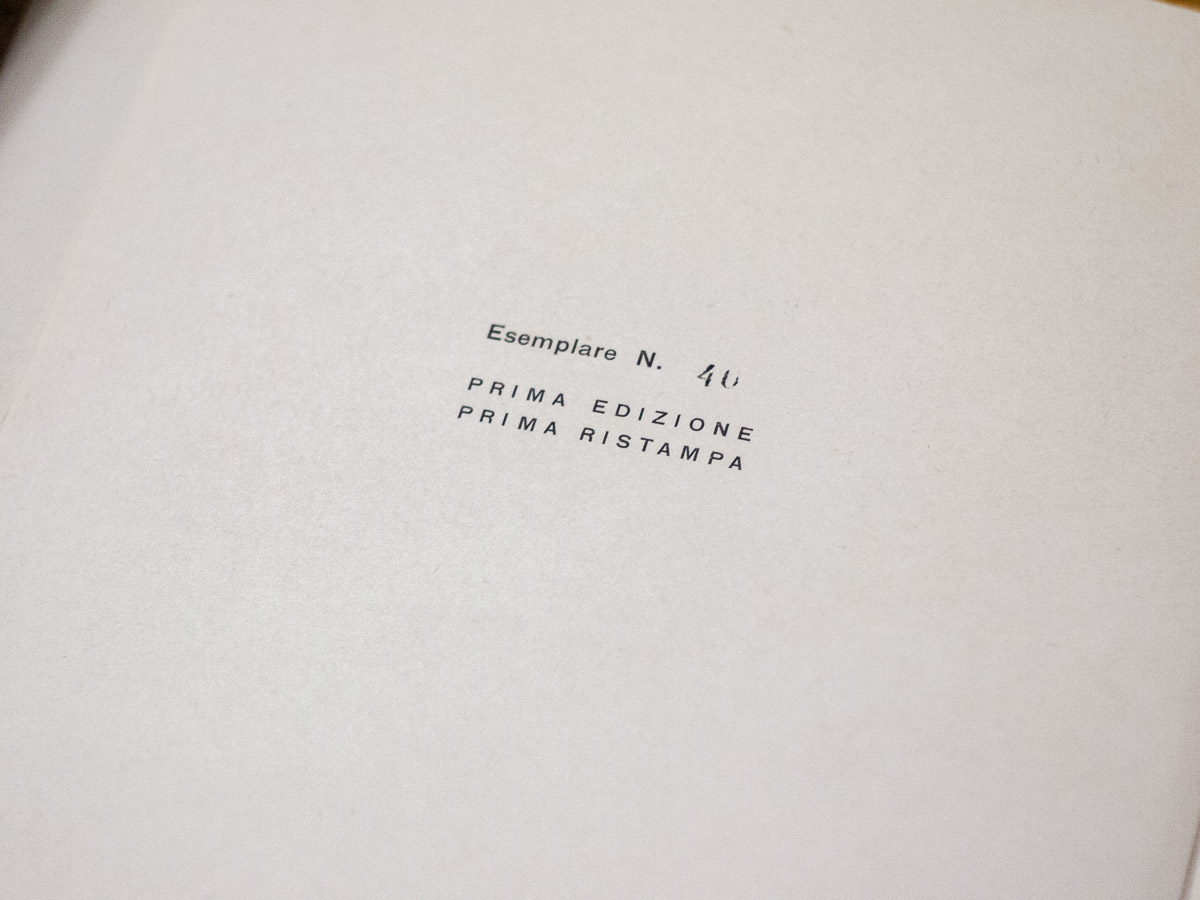 Esemplare N. 40
PRIMA EDIZIONE
PRIMA RISTAMPA